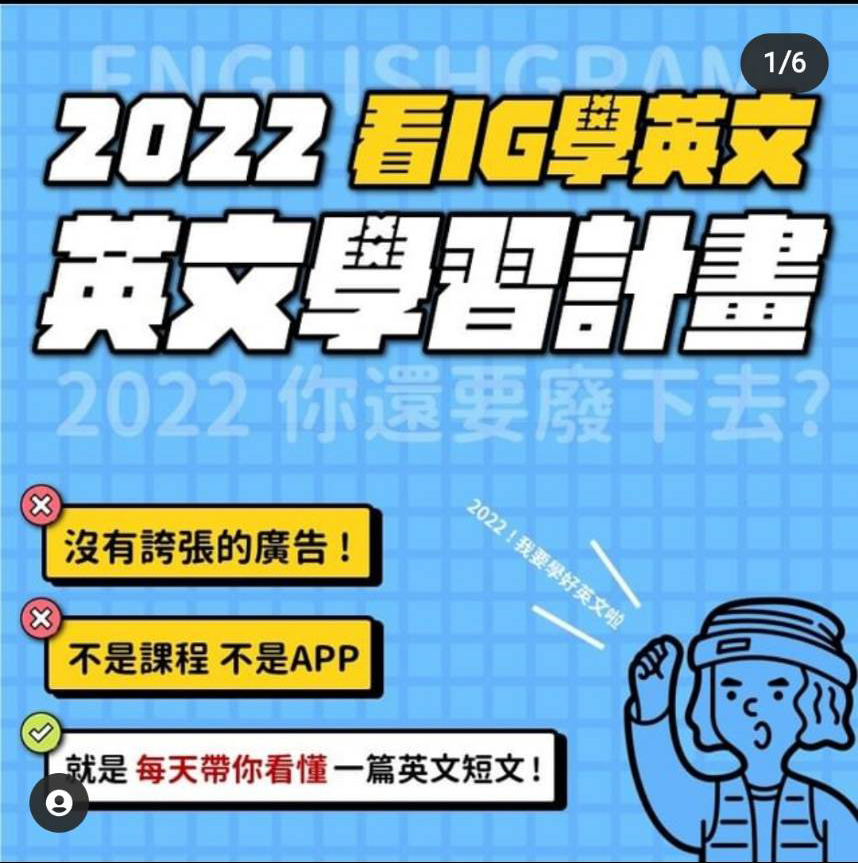 ENGLISHGRAM
1/6
2022 看IG學英文
英文學習計畫
2022 你還要廢下去?
沒有誇張的廣告！
2022！我要學好英文啦
不是課程 不是APP
就是 每天帶你看懂 一篇英文短文！